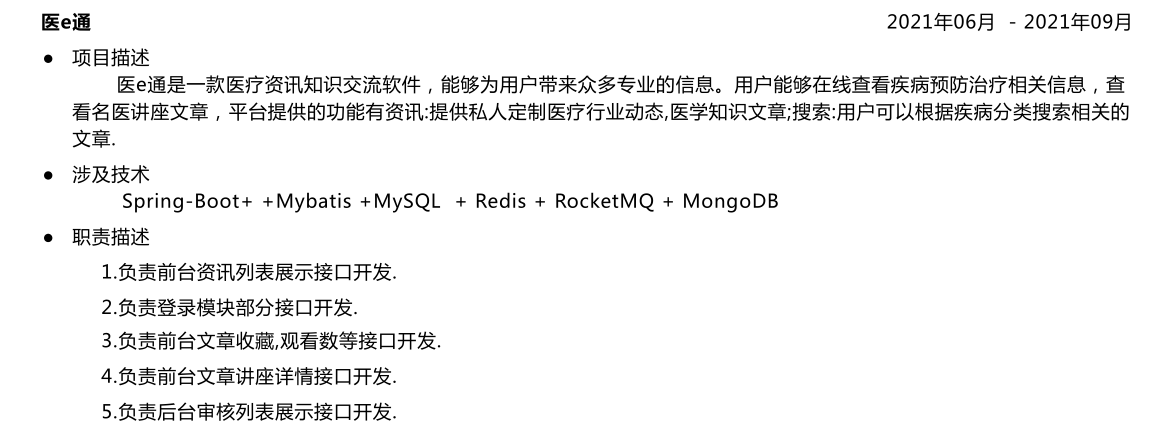 医e通 2021年06月 - 2021年09月
● 项目描述
医e通是一款医疗资讯知识交流软件，能够为用户带来众多专业的信息。用户能够在线查看疾病预防治疗相关信息，查
看名医讲座文章，平台提供的功能有资讯:提供私人定制医疗行业动态,医学知识文章;搜索:用户可以根据疾病分类搜索相关的
文章.
● 涉及技术
Spring-Boot+ +Mybatis +MySQL + Redis + RocketMQ + MongoDB
● 职责描述
1.负责前台资讯列表展示接口开发.
2.负责登录模块部分接口开发.
3.负责前台文章收藏,观看数等接口开发.
4.负责前台文章讲座详情接口开发.
5.负责后台审核列表展示接口开发.